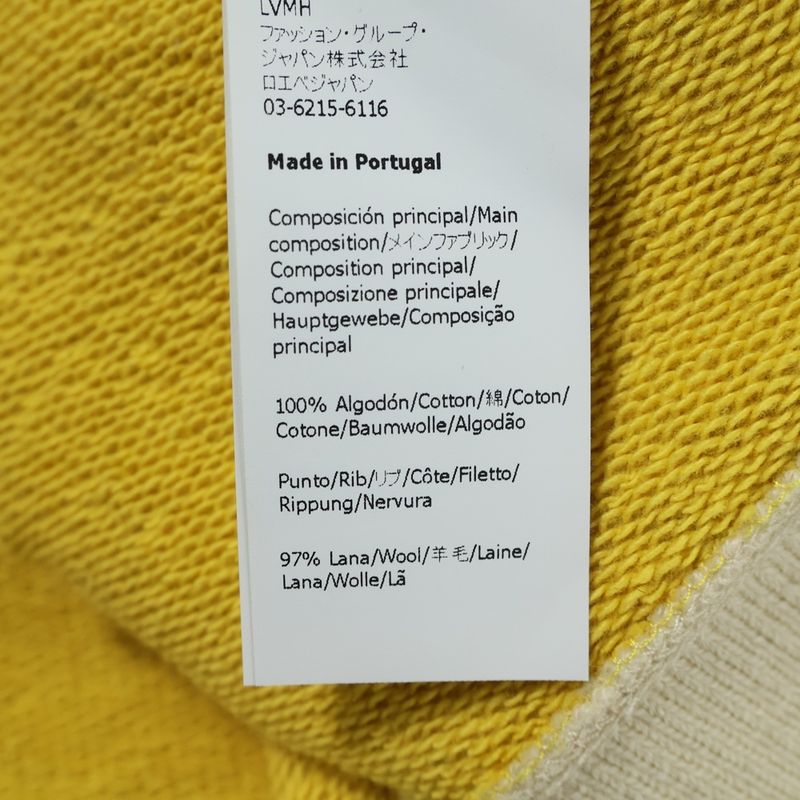 LVMH
ファッション・グループ・
ジャパン株式会社
ロエベジャパン
03-6215-6116
Made in Portugal
Composición principal/Main
composition/メインファブリック/
Composition principal/
Composizione principale/
Hauptgewebe/Composição
principal
100% Algodón/Cotton/綿/Coton/
Cotone/Baumwolle/Algodão
Punto/Rib/リブ/Côte/Filetto/
Rippung/Nervura
97% Lana/Wool/羊毛/Laine/
Lana/Wolle/Lã